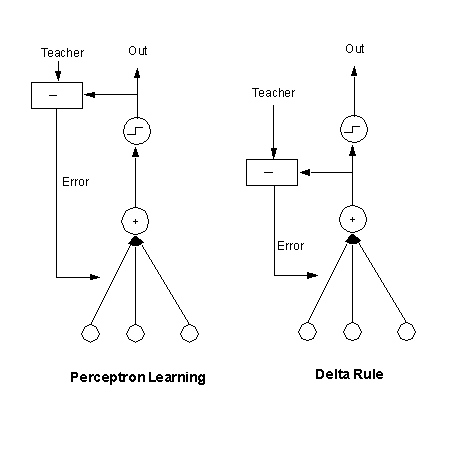 Teacher
Out
−
Error
+
Perceptron Learning
Out
Teacher
−
Error
+
Delta Rule